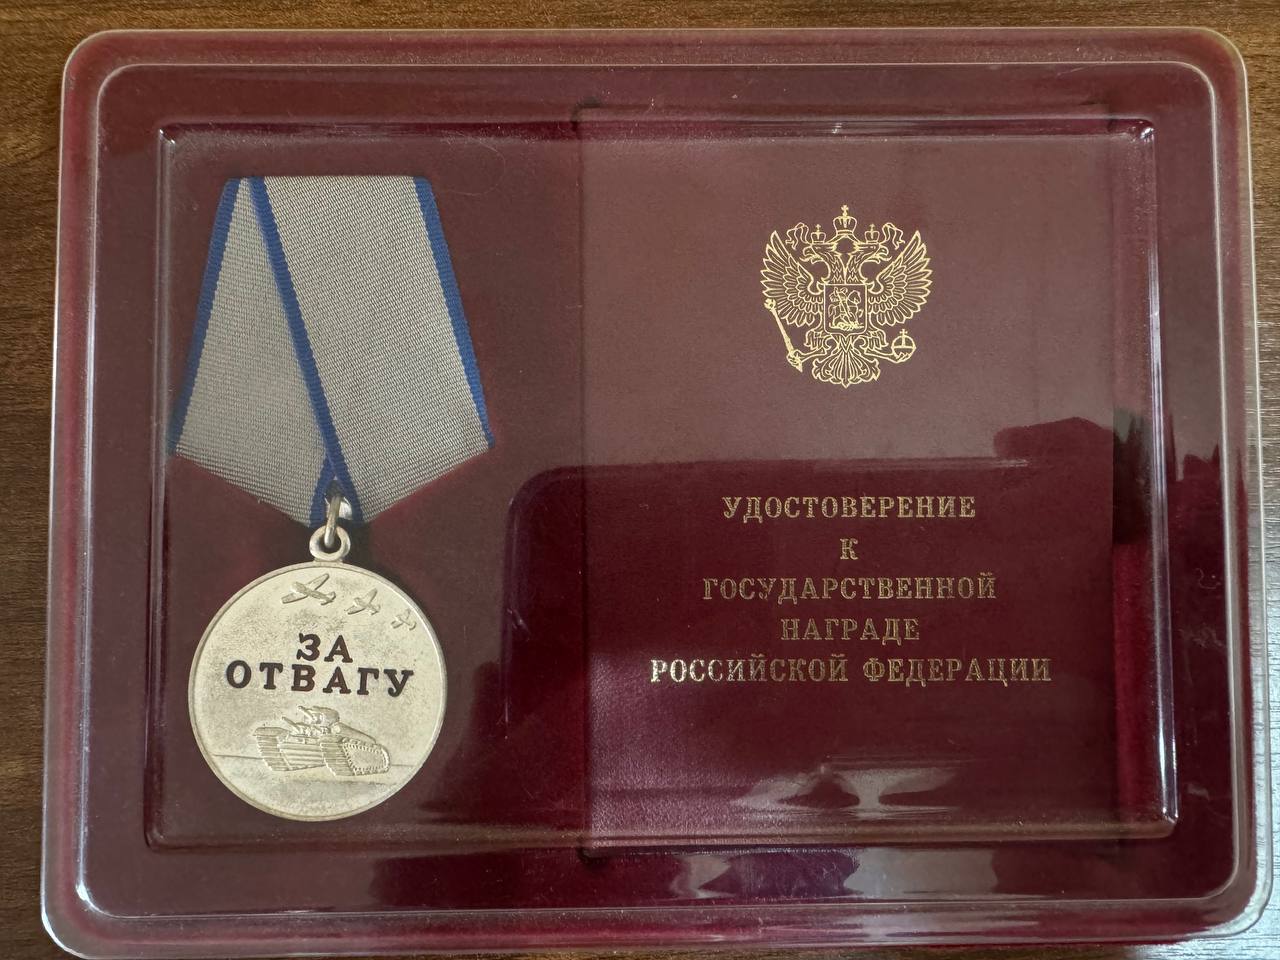 ЗА
ОТВАГУ
УДОСТОВЕРЕНИЕ
К
ГОСУДАРСТВЕННОЙ
НАГРАДЕ
РОССИЙСКОЙ ФЕДЕРАЦИИ